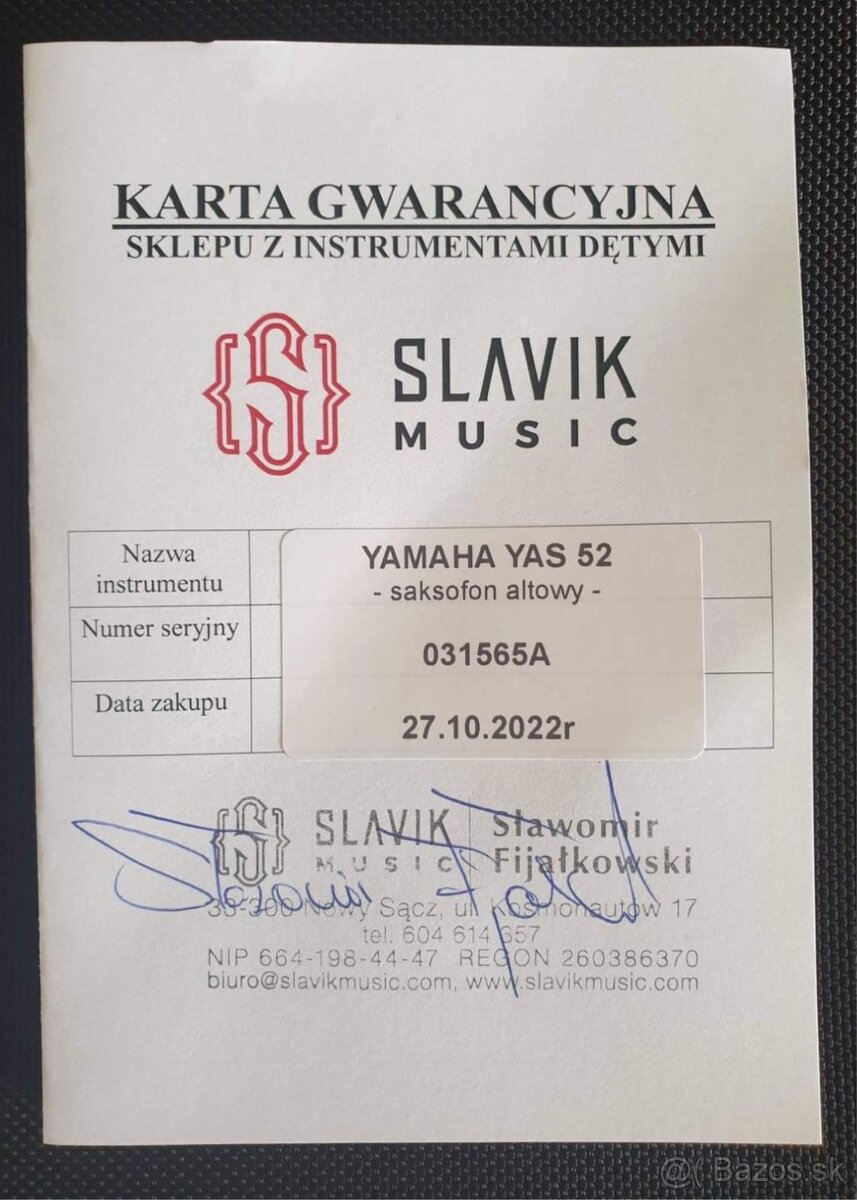 KARTA GWARANCYJNA
SKLEPU Z INSTRUMENTAMI DĘTYMI
SLAVIK
MUSIC
Nazwa instrumentu
YAMAHA YAS 52
- saksofon altowy -
Numer seryjny
031565A
Data zakupu
27.10.2022r
SLAVIK
MUSIC
Sławomir
Fijałkowski
33-300 Nowy Sącz, ul. Kosmonautów 17
tel. 604 614 357
NIP 664-198-44-47 REGON 260386370
biuro@slavikmusic.com, www.slavikmusic.com
@( Bazos.sk